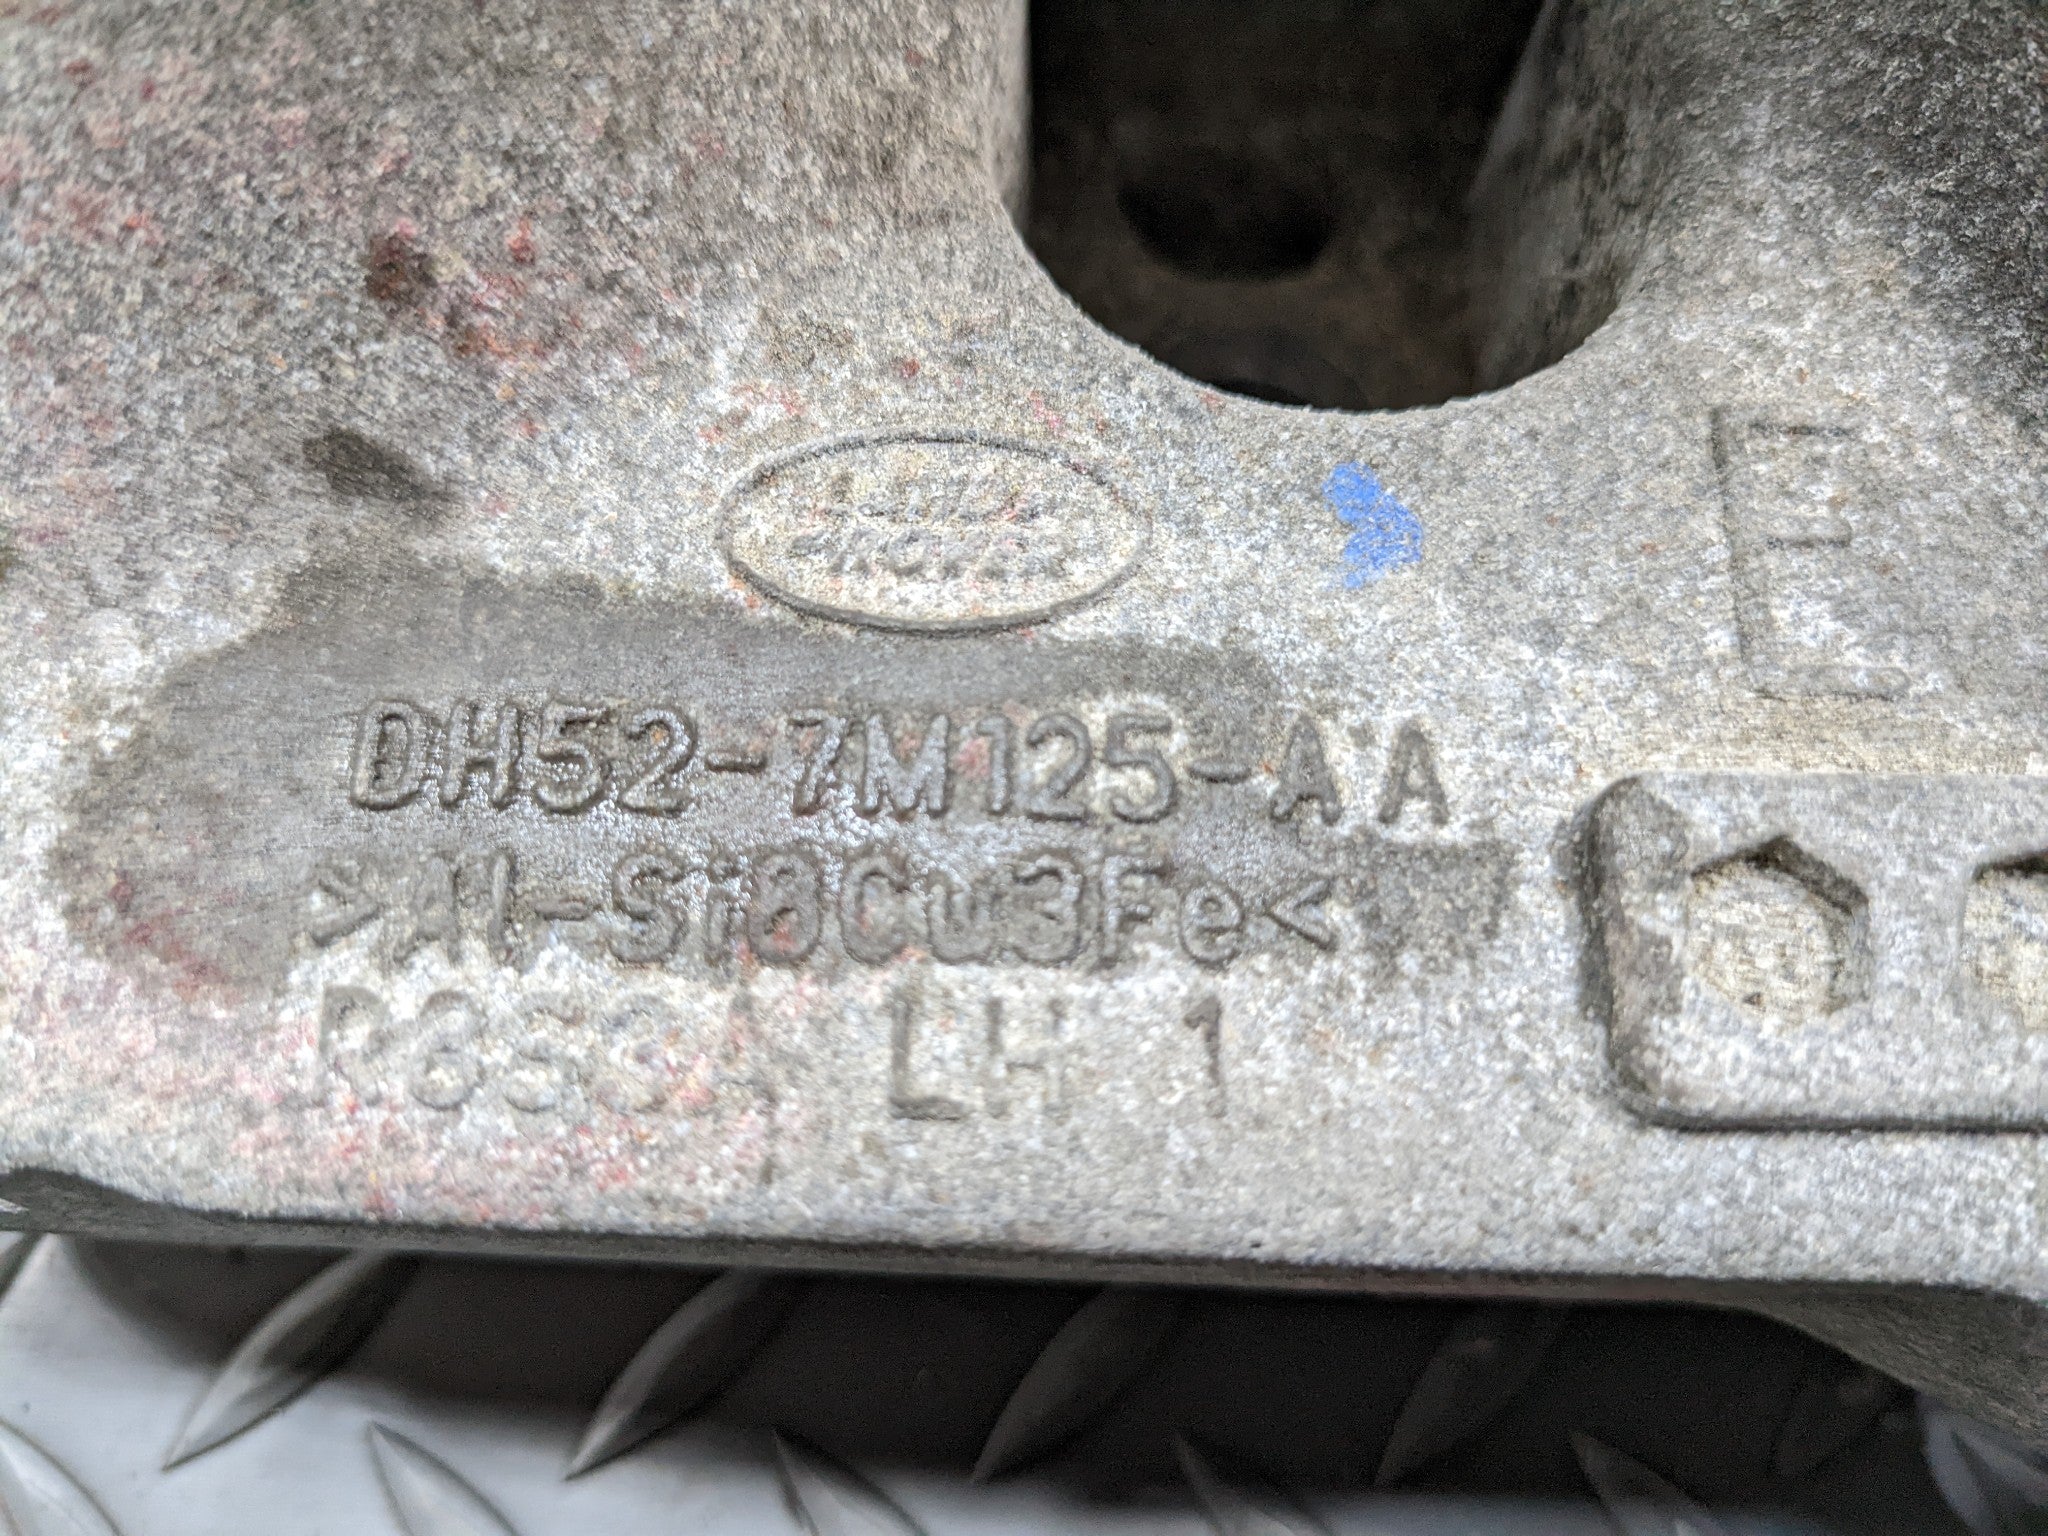 LAND
ROVER
E
DH52-7M125-AA
>Al-Si8Cu3Fe<
LH 1